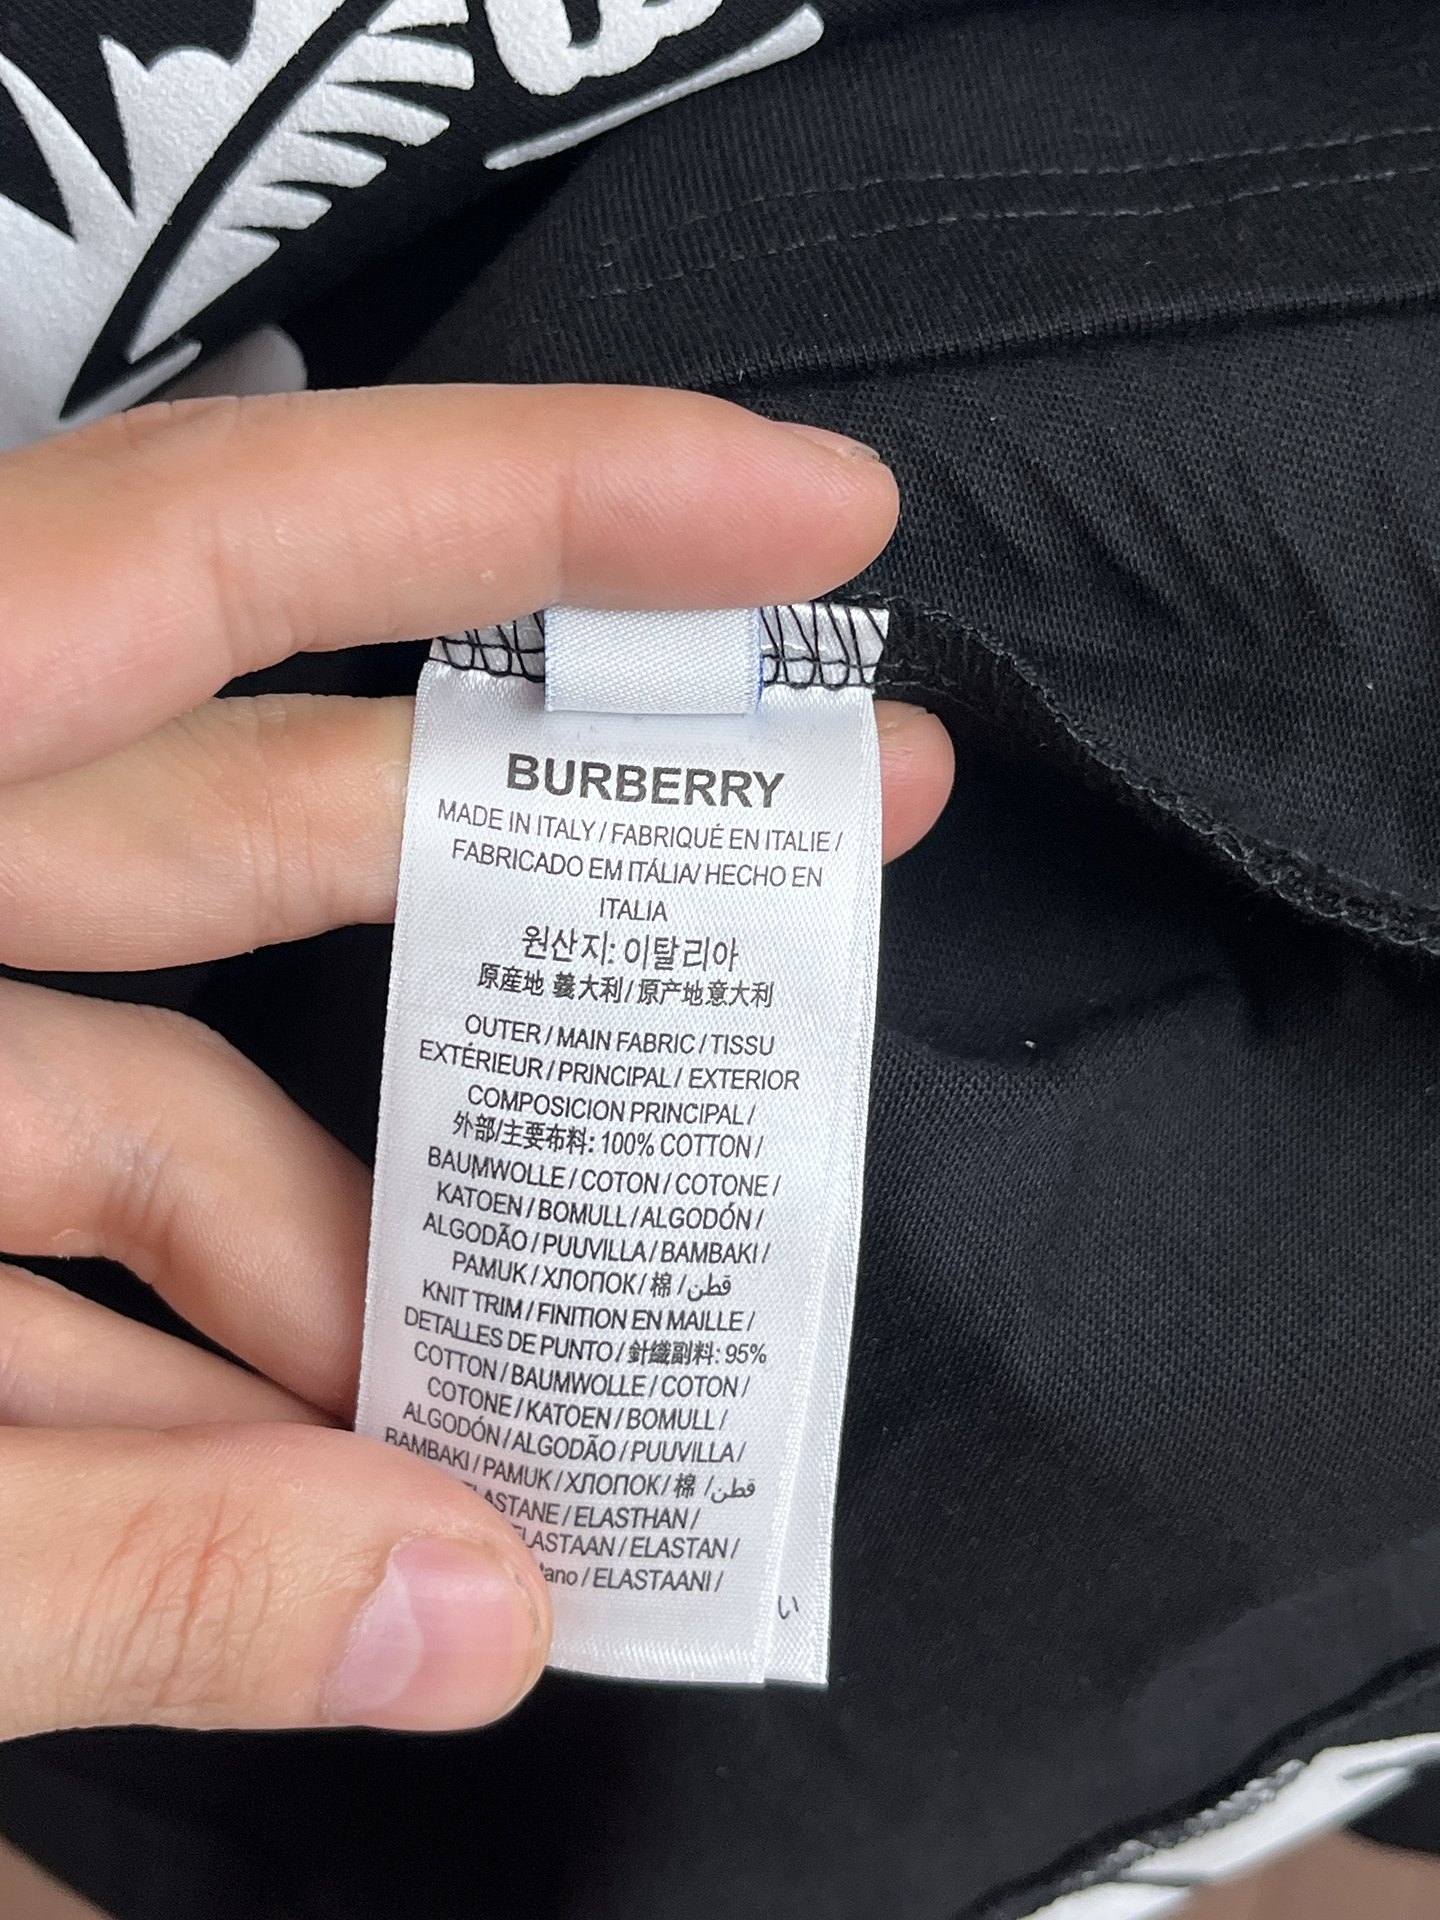 BURBERRY
MADE IN ITALY / FABRIQUÉ EN ITALIE /
FABRICADO EM ITÁLIA/ HECHO EN
ITALIA
원산지: 이탈리아
原産地 義大利/ 原产地意大利
OUTER / MAIN FABRIC / TISSU
EXTÉRIEUR / PRINCIPAL / EXTERIOR
COMPOSICION PRINCIPAL /
外部/主要布料: 100% COTTON /
BAUMWOLLE / COTON / COTONE /
KATOEN / BOMULL / ALGODÓN /
ALGODÃO / PUUVILLA / BAMBAKI /
PAMUK / ХЛОПОК / 棉 / قطن
KNIT TRIM / FINITION EN MAILLE /
DETALLES DE PUNTO / 針織副料: 95%
COTTON / BAUMWOLLE / COTON /
COTONE / KATOEN / BOMULL /
ALGODÓN / ALGODÃO / PUUVILLA /
BAMBAKI / PAMUK / ХЛОПОК / 棉 / قطن
ELASTANE / ELASTHAN /
ELASTAAN / ELASTAN /
/ ELASTAANI /